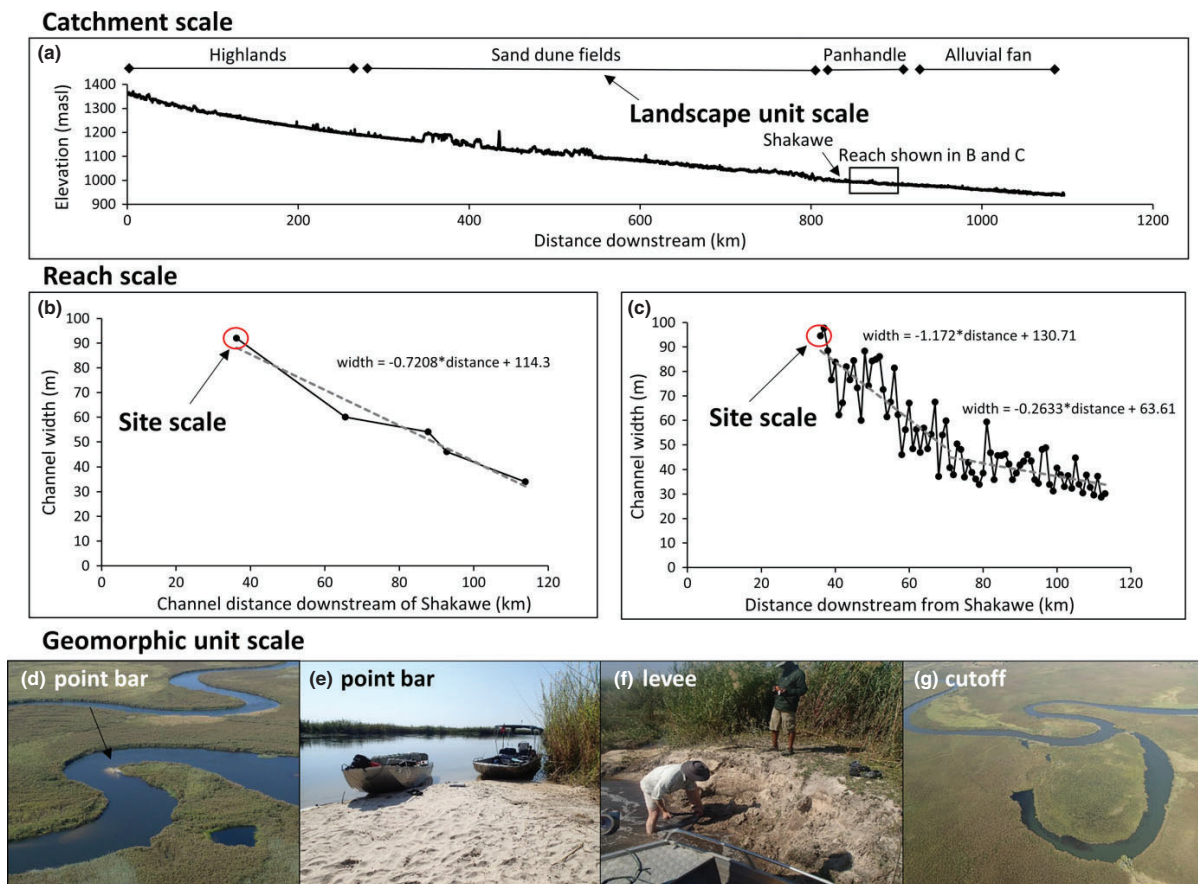 Catchment scale
(a)
Highlands
Sand dune fields
Panhandle
Alluvial fan
Landscape unit scale
Shakawe
Reach shown in B and C
Elevation (masl)
1400
1300
1200
1100
1000
900
0
200
400
600
800
1000
1200
Distance downstream (km)
Reach scale
(b)
Channel width (m)
100
90
80
70
60
50
40
30
20
10
0
width = -0.7208*distance + 114.3
Site scale
0
20
40
60
80
100
120
Channel distance downstream of Shakawe (km)
(c)
Channel width (m)
100
90
80
70
60
50
40
30
20
10
0
width = -1.172*distance + 130.71
width = -0.2633*distance + 63.61
Site scale
0
20
40
60
80
100
120
Distance downstream from Shakawe (km)
Geomorphic unit scale
(d) point bar
(e) point bar
(f) levee
(g) cutoff